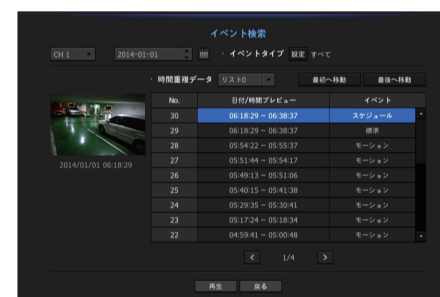 イベント検索
CH 1 2014-01-01 · イベントタイプ 設定 すべて
· 時間重複データ リスト0 最初へ移動 最後へ移動
No. 日付/時間プレビュー イベント
30 06:18:29 ~ 06:38:37 スケジュール
29 06:18:29 ~ 06:38:37 標準
28 05:54:22 ~ 05:55:37 モーション
27 05:51:44 ~ 05:54:17 モーション
2014/01/01 06:18:29
26 05:49:13 ~ 05:51:06 モーション
25 05:40:15 ~ 05:41:38 モーション
24 05:29:35 ~ 05:30:41 モーション
23 05:17:24 ~ 05:18:34 モーション
22 04:59:41 ~ 05:00:48 モーション
< 1/4 >
再生 戻る